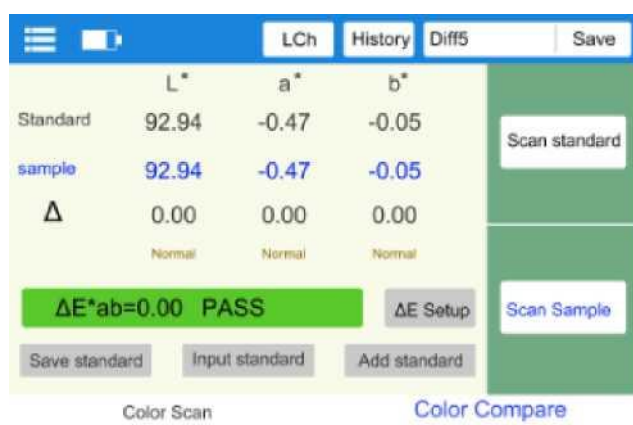 LCh History Diff5 Save
L* a* b*
Standard 92.94 -0.47 -0.05
Scan standard
sample 92.94 -0.47 -0.05
Δ 0.00 0.00 0.00
Normal Normal Normal
ΔE*ab=0.00 PASS ΔE Setup Scan Sample
Save standard Input standard Add standard
Color Scan Color Compare